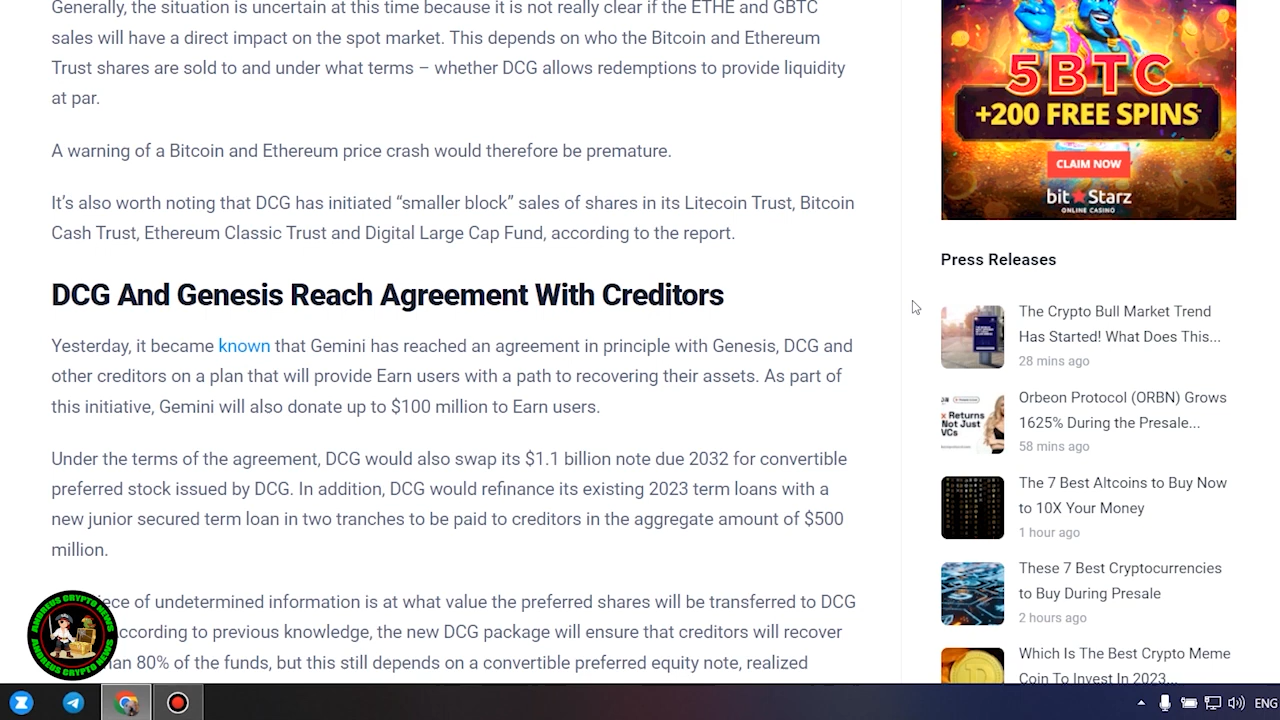 Generally, the situation is uncertain at this time because it is not really clear if the ETHE and GBTC
sales will have a direct impact on the spot market. This depends on who the Bitcoin and Ethereum
Trust shares are sold to and under what terms – whether DCG allows redemptions to provide liquidity
at par.
A warning of a Bitcoin and Ethereum price crash would therefore be premature.
It's also worth noting that DCG has initiated “smaller block” sales of shares in its Litecoin Trust, Bitcoin
Cash Trust, Ethereum Classic Trust and Digital Large Cap Fund, according to the report.
DCG And Genesis Reach Agreement With Creditors
Yesterday, it became known that Gemini has reached an agreement in principle with Genesis, DCG and
other creditors on a plan that will provide Earn users with a path to recovering their assets. As part of
this initiative, Gemini will also donate up to $100 million to Earn users.
Under the terms of the agreement, DCG would also swap its $1.1 billion note due 2032 for convertible
preferred stock issued by DCG. In addition, DCG would refinance its existing 2023 term loans with a
new junior secured term loan in two tranches to be paid to creditors in the aggregate amount of $500
million.
piece of undetermined information is at what value the preferred shares will be transferred to DCG
according to previous knowledge, the new DCG package will ensure that creditors will recover
than 80% of the funds, but this still depends on a convertible preferred equity note, realized
5BTC
+200 FREE SPINS
CLAIM NOW
bitStarz
ONLINE CASINO
Press Releases
The Crypto Bull Market Trend
Has Started! What Does This...
28 mins ago
Orbeon Protocol (ORBN) Grows
1625% During the Presale...
58 mins ago
x Returns
Not Just
VCs
The 7 Best Altcoins to Buy Now
to 10X Your Money
1 hour ago
These 7 Best Cryptocurrencies
to Buy During Presale
2 hours ago
Which Is The Best Crypto Meme
Coin To Invest In 2023...
ANDREUS CRYPTO NEWS
ANDREUS CRYPTO NEWS
ENG